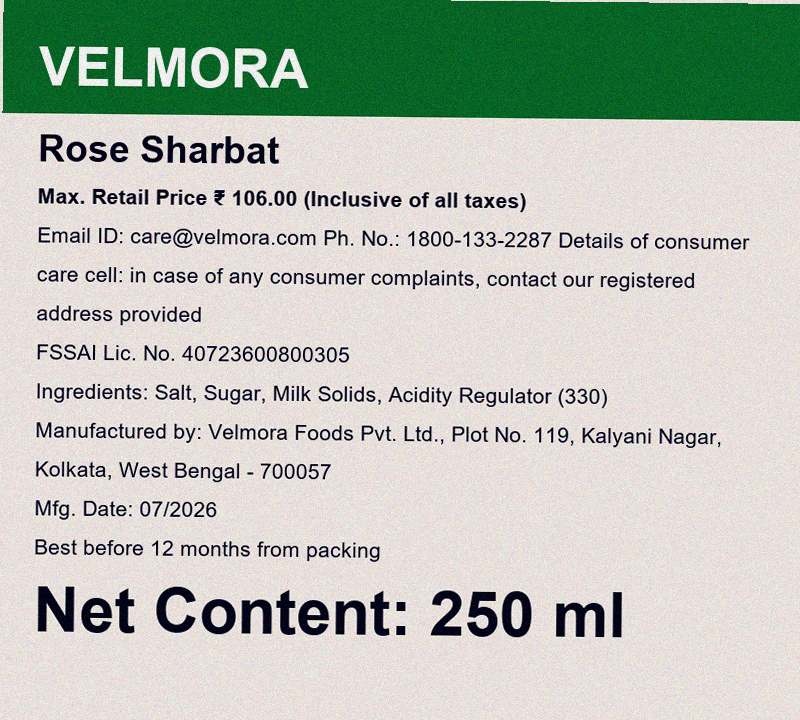 VELMORA
Rose Sharbat
Max. Retail Price ₹ 106.00 (Inclusive of all taxes)
Email ID: care@velmora.com Ph. No.: 1800-133-2287 Details of consumer
care cell: in case of any consumer complaints, contact our registered
address provided
FSSAI Lic. No. 40723600800305
Ingredients: Salt, Sugar, Milk Solids, Acidity Regulator (330)
Manufactured by: Velmora Foods Pvt. Ltd., Plot No. 119, Kalyani Nagar,
Kolkata, West Bengal - 700057
Mfg. Date: 07/2026
Best before 12 months from packing
Net Content: 250 ml